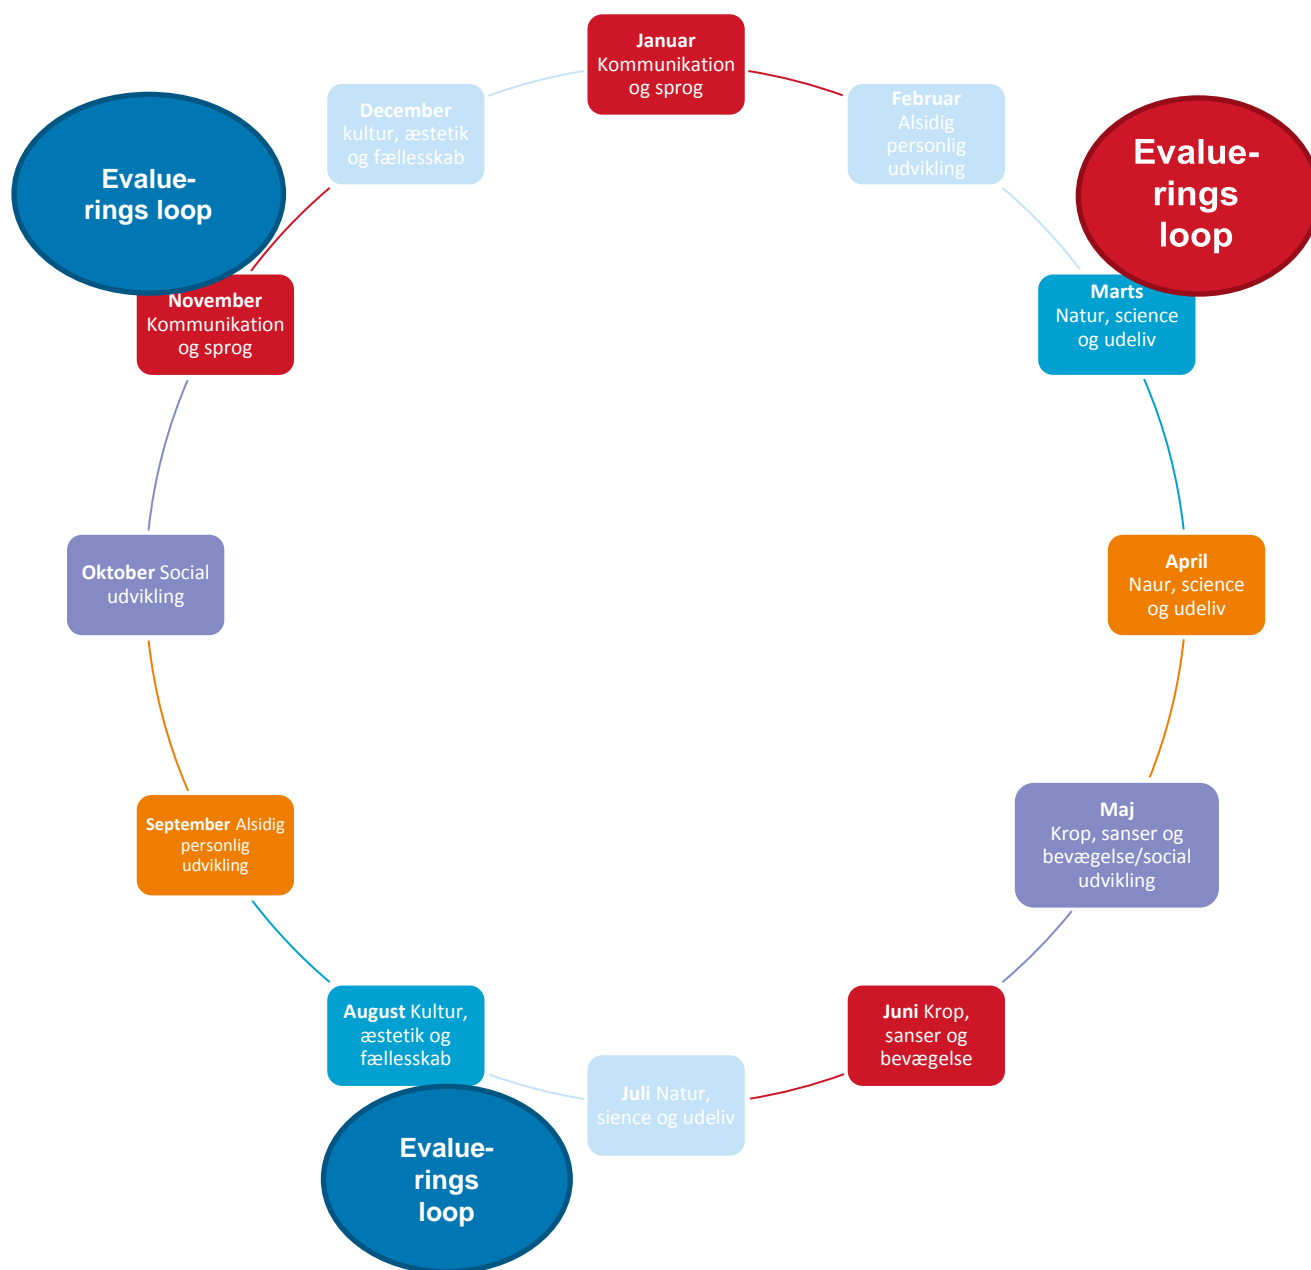 Januar
Kommunikation
og sprog
Februar
Alsidig
personlig
udvikling
Evalue-
rings
loop
Marts
Natur, science
og udeliv
April
Naur, science
og udeliv
Maj
Krop, sanser og
bevægelse/social
udvikling
Juni Krop,
sanser og
bevægelse
Juli Natur,
sience og udeliv
August Kultur,
æstetik og
fællesskab
Evalue-
rings
loop
September Alsidig
personlig
udvikling
Oktober Social
udvikling
November
Kommunikation
og sprog
Evalue-
rings loop
December
kultur, æstetik
og fællesskab